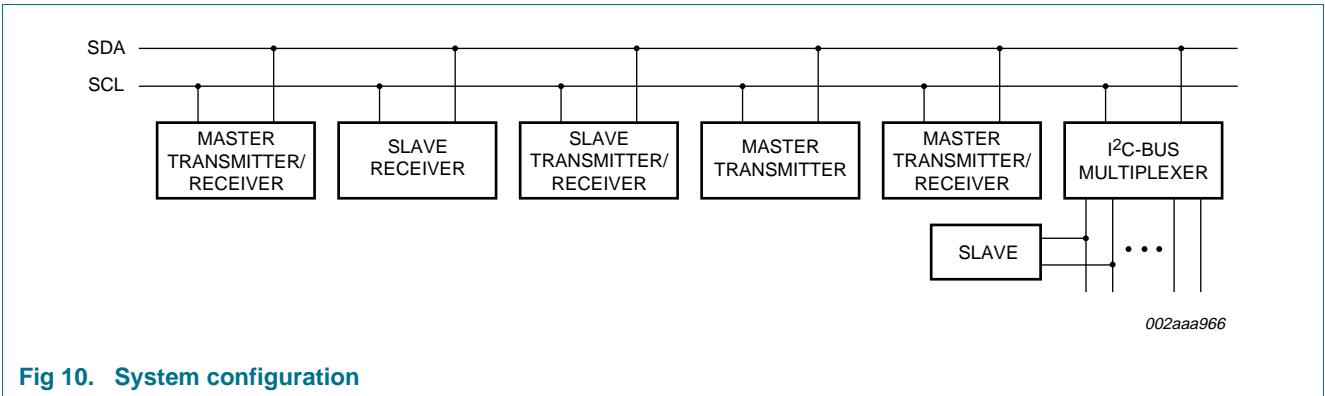 SDA
SCL
MASTER
TRANSMITTER/
RECEIVER
SLAVE
RECEIVER
SLAVE
TRANSMITTER/
RECEIVER
MASTER
TRANSMITTER
MASTER
TRANSMITTER/
RECEIVER
I²C-BUS
MULTIPLEXER
SLAVE
002aaa966
Fig 10. System configuration